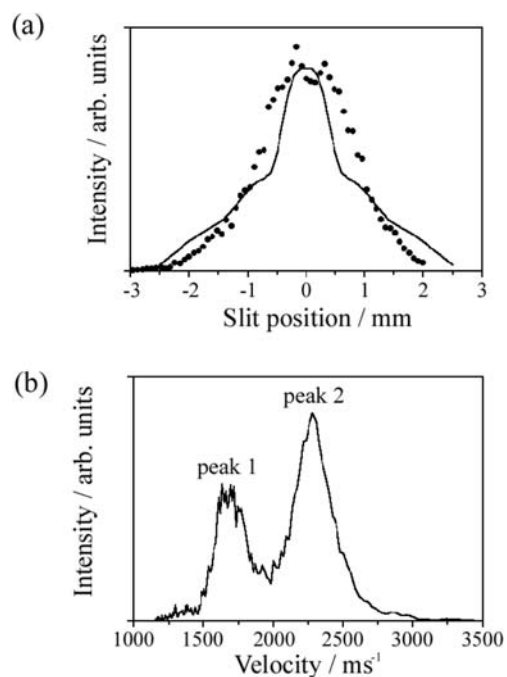 (a)
Intensity / arb. units
-3 -2 -1 0 1 2 3
Slit position / mm
(b)
peak 2
peak 1
Intensity / arb. units
1000 1500 2000 2500 3000 3500
Velocity / ms⁻¹